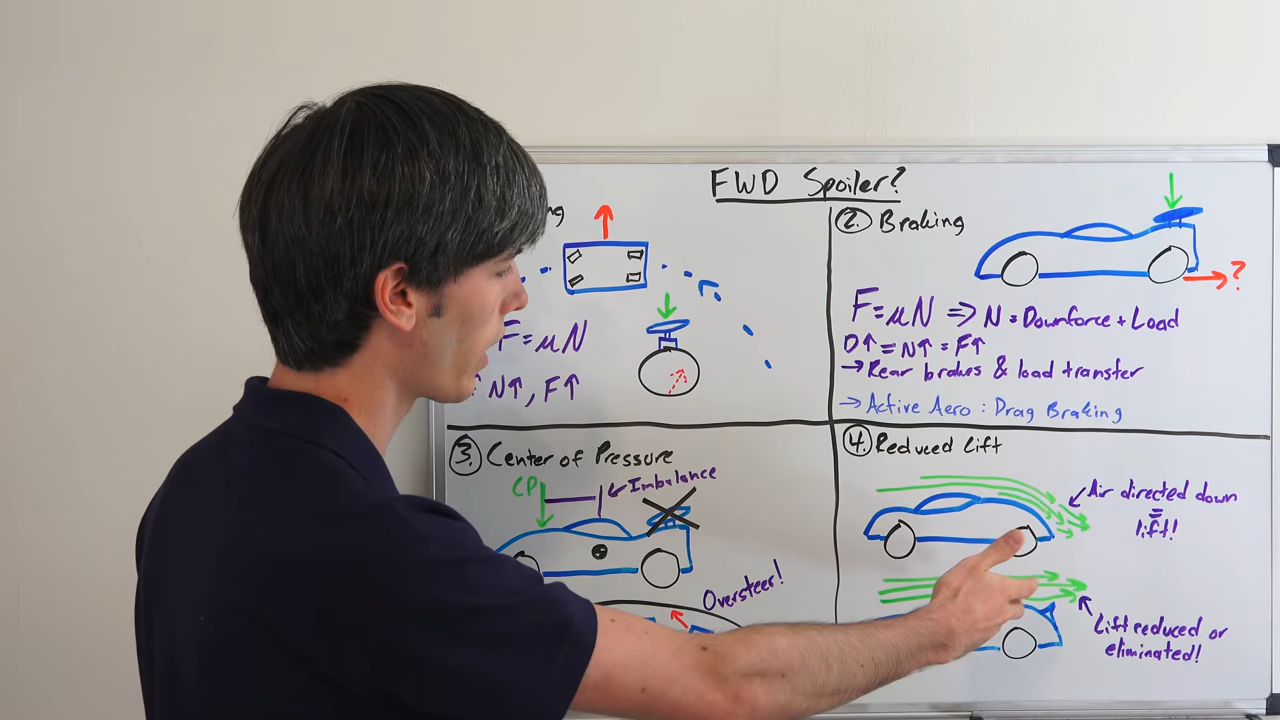 FWD Spoiler?
F=μN
N↑, F↑
2. Braking
?
F=μN => N = Downforce + Load
D↑ = N↑ = F↑
→ Rear brakes & load transfer
→ Active Aero: Drag Braking
3. Center of Pressure
CP
Imbalance
Oversteer!
4. Reduced Lift
Air directed down
=
lift!
Lift reduced or
eliminated!